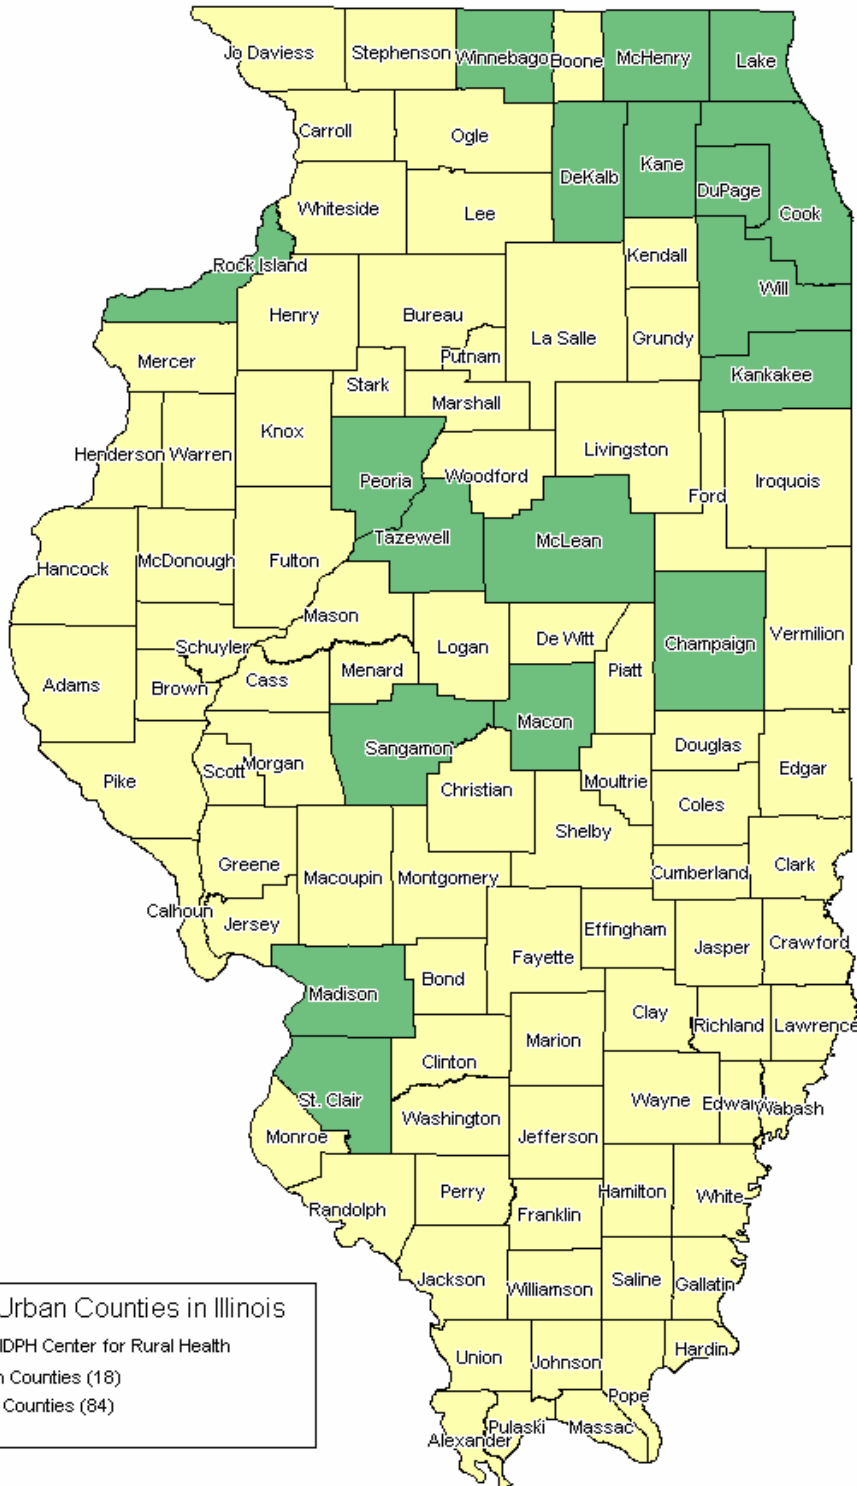 Jo Daviess
Stephenson
Winnebago
Boone
McHenry
Lake
Carroll
Ogle
DeKalb
Kane
DuPage
Cook
Whiteside
Lee
Rock Island
Kendall
Henry
Bureau
La Salle
Grundy
Will
Mercer
Putnam
Kankakee
Stark
Marshall
Knox
Henderson
Warren
Livingston
Peoria
Woodford
Ford
Iroquois
Tazewell
McLean
Hancock
McDonough
Fulton
Mason
Schuyler
Logan
De Witt
Champaign
Vermilion
Adams
Brown
Cass
Menard
Piatt
Macon
Sangamon
Pike
Scott
Morgan
Christian
Moultrie
Douglas
Edgar
Coles
Shelby
Greene
Macoupin
Montgomery
Cumberland
Clark
Calhoun
Jersey
Effingham
Fayette
Jasper
Crawford
Madison
Bond
Clay
Richland
Lawrence
Marion
Clinton
St. Clair
Wayne
Edwards
Wabash
Monroe
Washington
Jefferson
Randolph
Perry
Hamilton
White
Franklin
Jackson
Williamson
Saline
Gallatin
Union
Johnson
Hardin
Pope
Alexander
Pulaski
Massac
Urban Counties in Illinois
IDPH Center for Rural Health
Counties (18)
Counties (84)